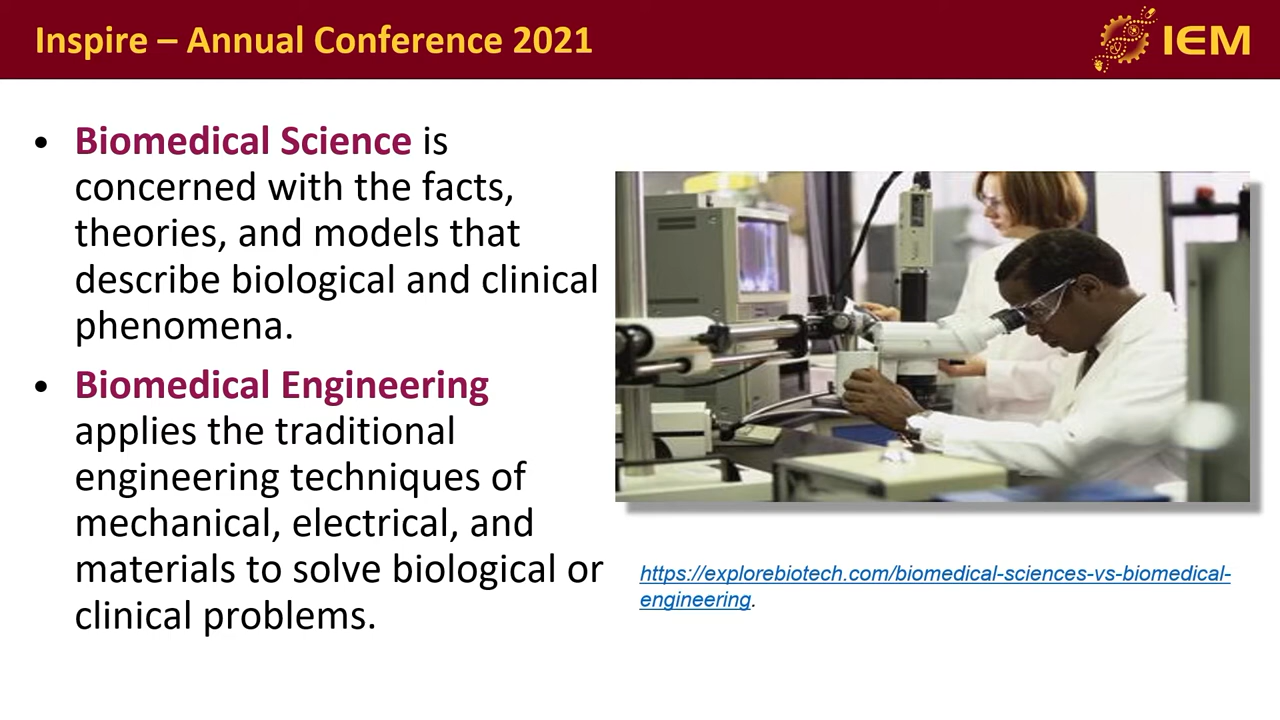 Inspire – Annual Conference 2021
IEM
• Biomedical Science is
concerned with the facts,
theories, and models that
describe biological and clinical
phenomena.
• Biomedical Engineering
applies the traditional
engineering techniques of
mechanical, electrical, and
materials to solve biological or
clinical problems.
https://explorebiotech.com/biomedical-sciences-vs-biomedical-
engineering.